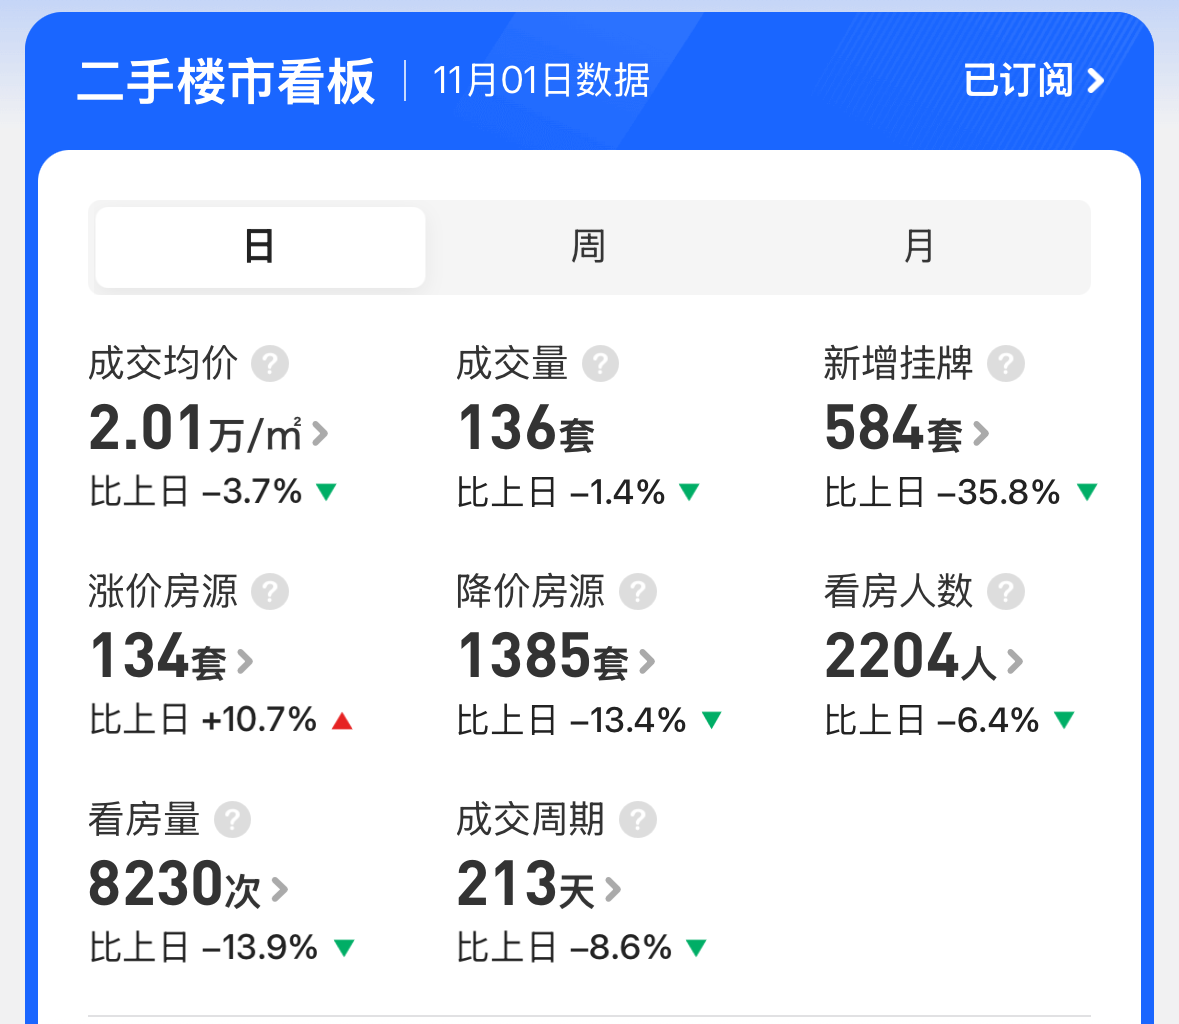 二手楼市看板 11月01日数据 已订阅
日 周 月
成交均价 ? 成交量 ? 新增挂牌 ?
2.01万/㎡ 136套 584套
比上日 -3.7% 比上日 -1.4% 比上日 -35.8%
涨价房源 ? 降价房源 ? 看房人数 ?
134套 1385套 2204人
比上日 +10.7% 比上日 -13.4% 比上日 -6.4%
看房量 ? 成交周期 ?
8230次 213天
比上日 -13.9% 比上日 -8.6%